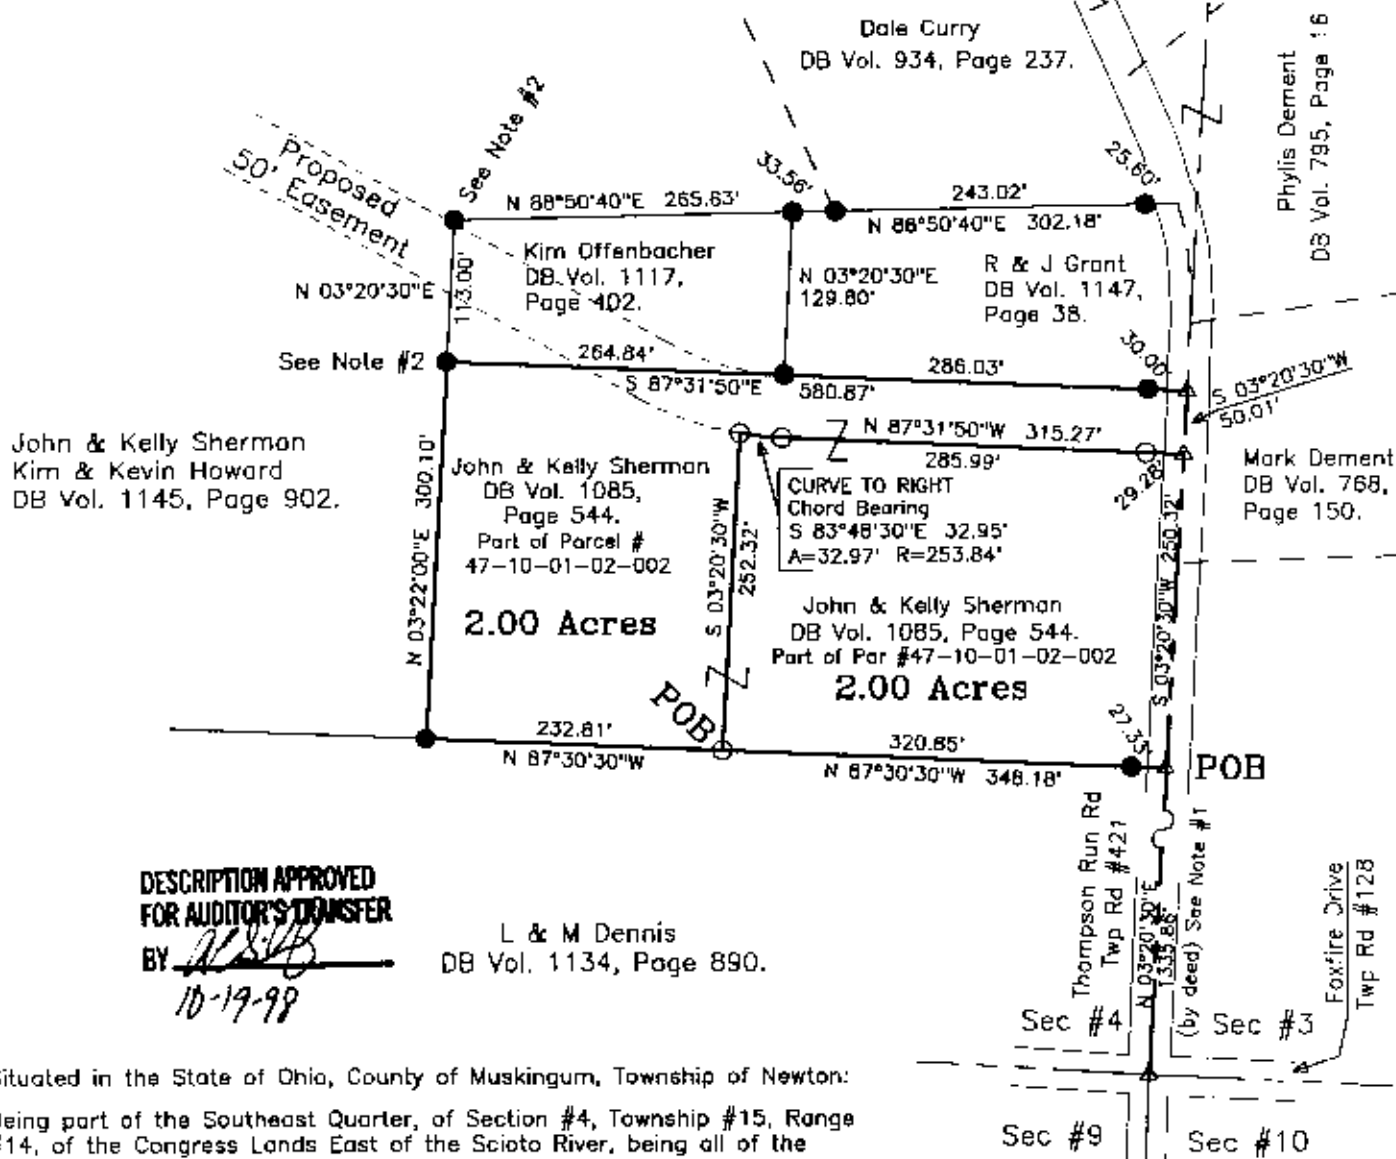 Dale Curry
DB Vol. 934, Page 237.
Phylis Dement
DB Vol. 795, Page 16
See Note #2
Proposed
50' Easement
33.56'
25.60'
N 88°50'40"E 265.63'
243.02'
N 88°50'40"E 302.18'
Kim Offenbacher
DB Vol. 1117,
Page 402.
N 03°20'30"E
129.80'
R & J Grant
DB Vol. 1147,
Page 38.
N 03°20'30"E
113.00'
See Note #2
264.84'
S 87°31'50"E 580.87'
286.03'
30.00'
S 03°20'30"W
50.01'
John & Kelly Sherman
Kim & Kevin Howard
DB Vol. 1145, Page 902.
N 03°22'00"E 300.10'
John & Kelly Sherman
DB Vol. 1085,
Page 544.
Part of Parcel #
47-10-01-02-002
2.00 Acres
S 03°20'30"W
252.32'
N 87°31'50"W 315.27'
285.99'
29.28'
CURVE TO RIGHT
Chord Bearing
S 83°48'30"E 32.95'
A=32.97' R=253.84'
Mark Dement
DB Vol. 768,
Page 150.
S 03°20'30"W 250.32'
John & Kelly Sherman
DB Vol. 1085, Page 544.
Part of Par #47-10-01-02-002
2.00 Acres
POB
232.81'
N 87°30'30"W
320.85'
N 87°30'30"W 348.18'
27.33'
POB
Thompson Run Rd
Twp Rd #421
N 03°20'30"E
1335.86'
(by deed) See Note #1
Foxfire Drive
Twp Rd #128
DESCRIPTION APPROVED
FOR AUDITOR'S TRANSFER
BY
10-19-98
L & M Dennis
DB Vol. 1134, Page 890.
Sec #4
Sec #3
Sec #9
Sec #10
Situated in the State of Ohio, County of Muskingum, Township of Newton:
Being part of the Southeast Quarter, of Section #4, Township #15, Range
#14, of the Congress Lands East of the Scioto River, being all of the